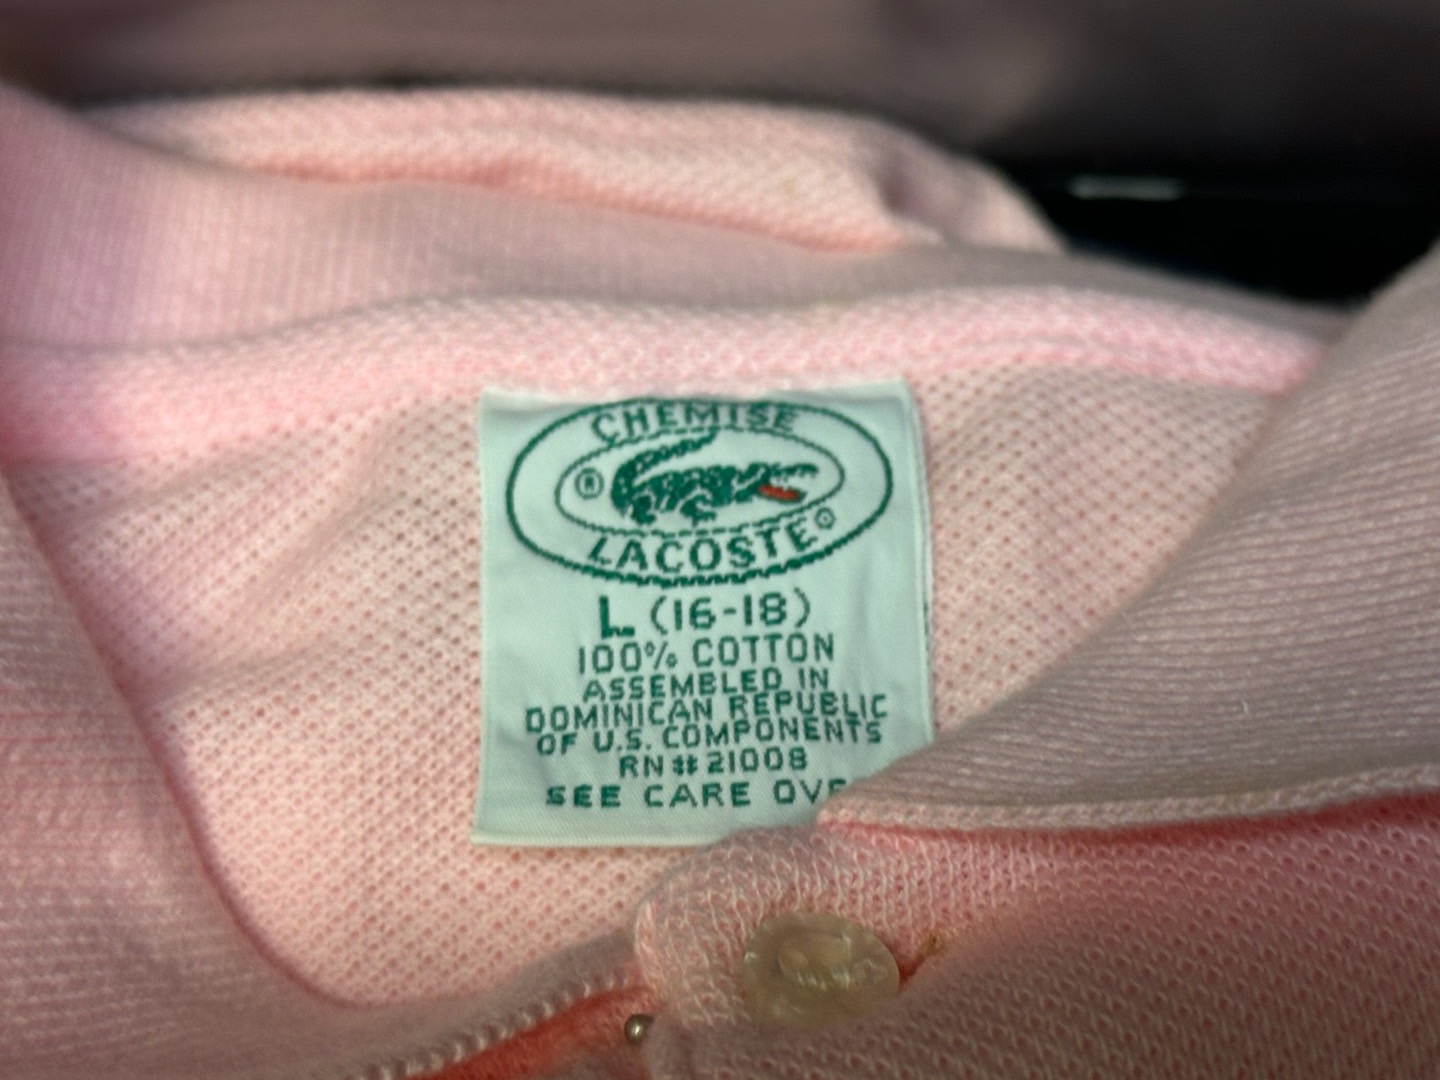 CHEMISE
®
LACOSTE
L (16-18)
100% COTTON
ASSEMBLED IN
DOMINICAN REPUBLIC
OF U.S. COMPONENTS
RN#21008
SEE CARE